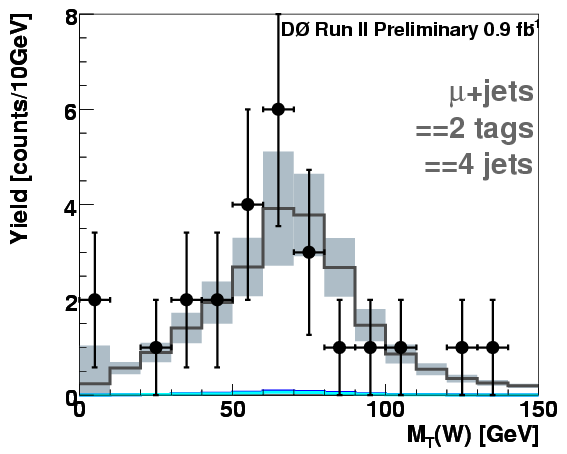 DØ Run II Preliminary 0.9 fb⁻¹
μ+jets
==2 tags
==4 jets
Yield [counts/10GeV]
8
6
4
2
0
0 50 100 150
M_T(W) [GeV]